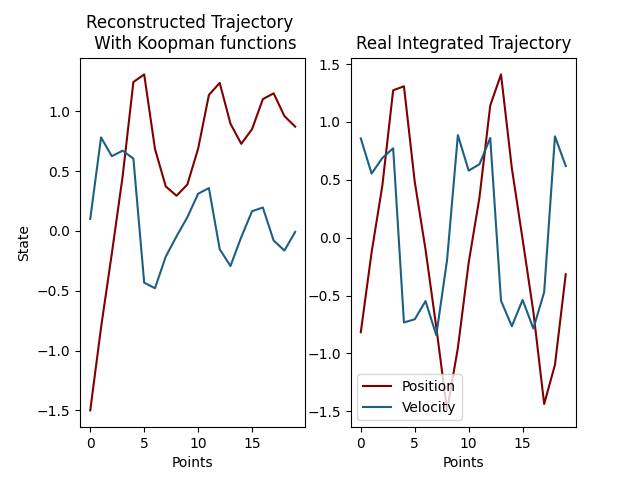 Reconstructed Trajectory
With Koopman functions
Real Integrated Trajectory
State
1.0
0.5
0.0
−0.5
−1.0
−1.5
0 5 10 15
Points
1.5
1.0
0.5
0.0
−0.5
−1.0
−1.5
Position
Velocity
0 5 10 15
Points